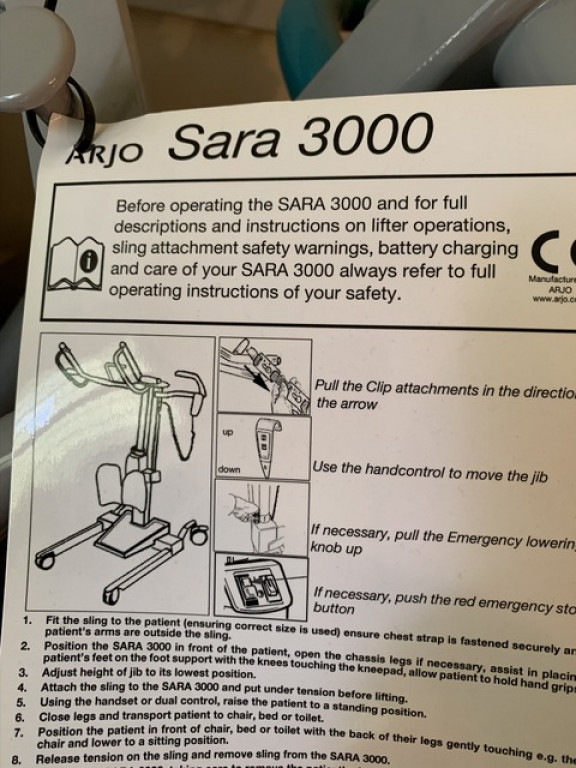 ARJO Sara 3000
Before operating the SARA 3000 and for full
descriptions and instructions on lifter operations,
sling attachment safety warnings, battery charging
and care of your SARA 3000 always refer to full
operating instructions of your safety.
Manufacture
ARJO
www.arjo.co
Pull the Clip attachments in the directio
the arrow
up
down
Use the handcontrol to move the jib
If necessary, pull the Emergency lowerin
knob up
If necessary, push the red emergency sto
button
1. Fit the sling to the patient (ensuring correct size is used) ensure chest strap is fastened securely an
patient's arms are outside the sling.
2. Position the SARA 3000 in front of the patient, open the chassis legs if necessary, assist in placin
patient's feet on the foot support with the knees touching the kneepad, allow patient to hold hand grips
3. Adjust height of jib to its lowest position.
4. Attach the sling to the SARA 3000 and put under tension before lifting.
5. Using the handset or dual control, raise the patient to a standing position.
6. Close legs and transport patient to chair, bed or toilet.
7. Position the patient in front of chair, bed or toilet with the back of their legs gently touching e.g. the
chair and lower to a sitting position.
8. Release tension on the sling and remove sling from the SARA 3000.